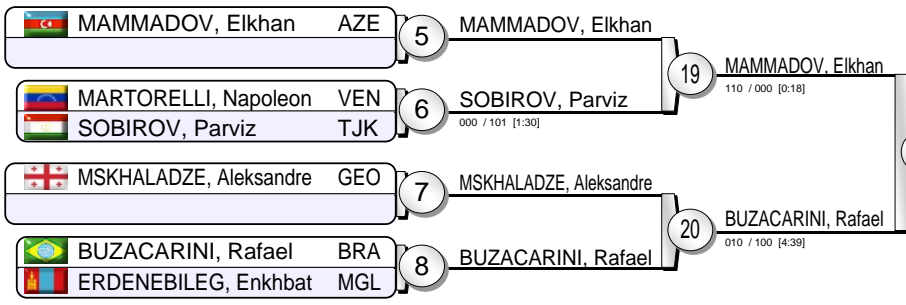 MAMMADOV, Elkhan AZE
5
MAMMADOV, Elkhan
MARTORELLI, Napoleon VEN
SOBIROV, Parviz TJK
6
SOBIROV, Parviz
000 / 101 [1:30]
19
MAMMADOV, Elkhan
110 / 000 [0:18]
MSKHALADZE, Aleksandre GEO
7
MSKHALADZE, Aleksandre
BUZACARINI, Rafael BRA
ERDENEBILEG, Enkhbat MGL
8
BUZACARINI, Rafael
20
BUZACARINI, Rafael
010 / 100 [4:39]